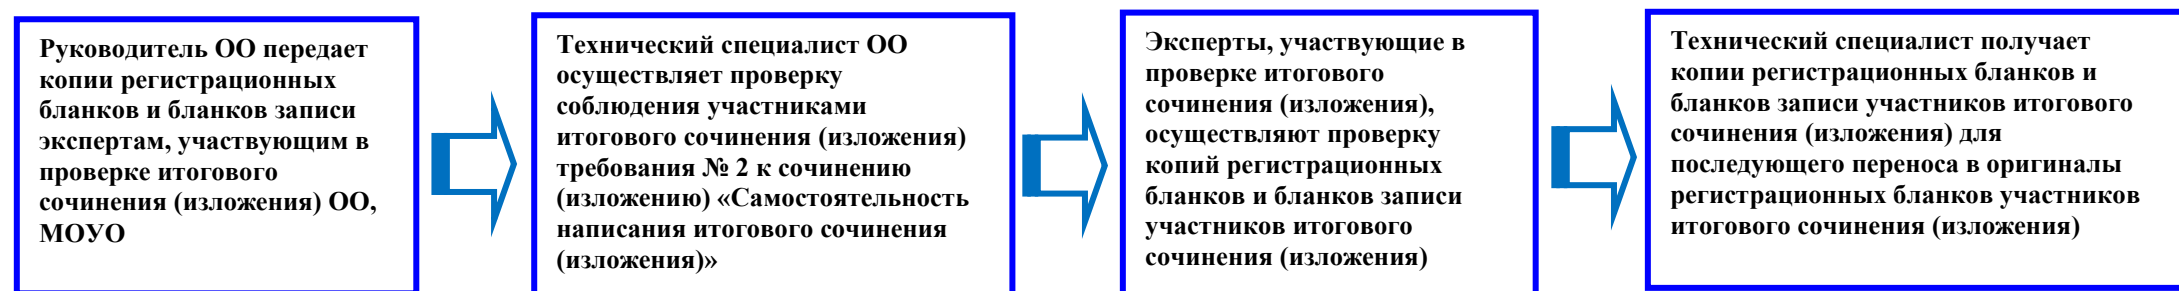 Руководитель ОО передает
копии регистрационных
бланков и бланков записи
экспертам, участвующим в
проверке итогового
сочинения (изложения) ОО,
МОУО
Технический специалист ОО
осуществляет проверку
соблюдения участниками
итогового сочинения (изложения)
требования № 2 к сочинению
(изложению) «Самостоятельность
написания итогового сочинения
(изложения)»
Эксперты, участвующие в
проверке итогового
сочинения (изложения),
осуществляют проверку
копий регистрационных
бланков и бланков записи
участников итогового
сочинения (изложения)
Технический специалист получает
копии регистрационных бланков и
бланков записи участников итогового
сочинения (изложения) для
последующего переноса в оригиналы
регистрационных бланков участников
итогового сочинения (изложения)